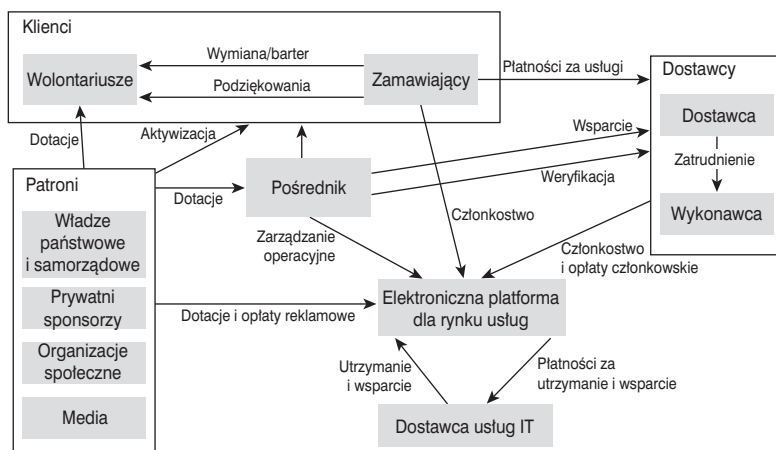 Klienci
Wymiana/barter
Wolontariusze
Zamawiający
Podziękowania
Płatności za usługi
Dostawcy
Dostawca
Zatrudnienie
Wykonawca
Dotacje
Aktywizacja
Wsparcie
Weryfikacja
Patroni
Dotacje
Pośrednik
Władze
państwowe
i samorządowe
Prywatni
sponsorzy
Organizacje
społeczne
Media
Zarządzanie
operacyjne
Członkostwo
Członkostwo
i opłaty członkowskie
Dotacje i opłaty reklamowe
Elektroniczna platforma
dla rynku usług
Utrzymanie
i wsparcie
Płatności za
utrzymanie i wsparcie
Dostawca usług IT